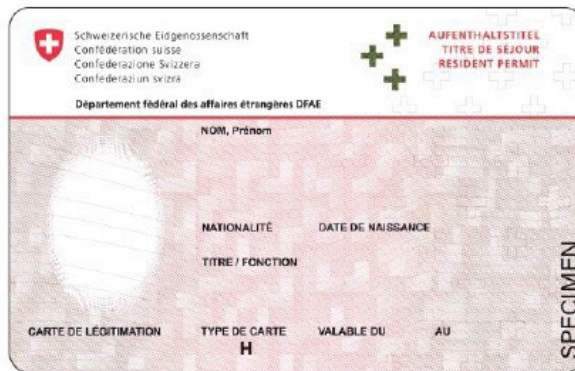 Schweizerische Eidgenossenschaft
Confédération suisse
Confederazione Svizzera
Confederaziun svizra
Département fédéral des affaires étrangères DFAE
AUFENTHALTSTITEL
TITRE DE SÉJOUR
RESIDENT PERMIT
NOM, Prénom
NATIONALITÉ DATE DE NAISSANCE
TITRE / FONCTION
CARTE DE LÉGITIMATION TYPE DE CARTE VALABLE DU AU
H
SPECIMEN